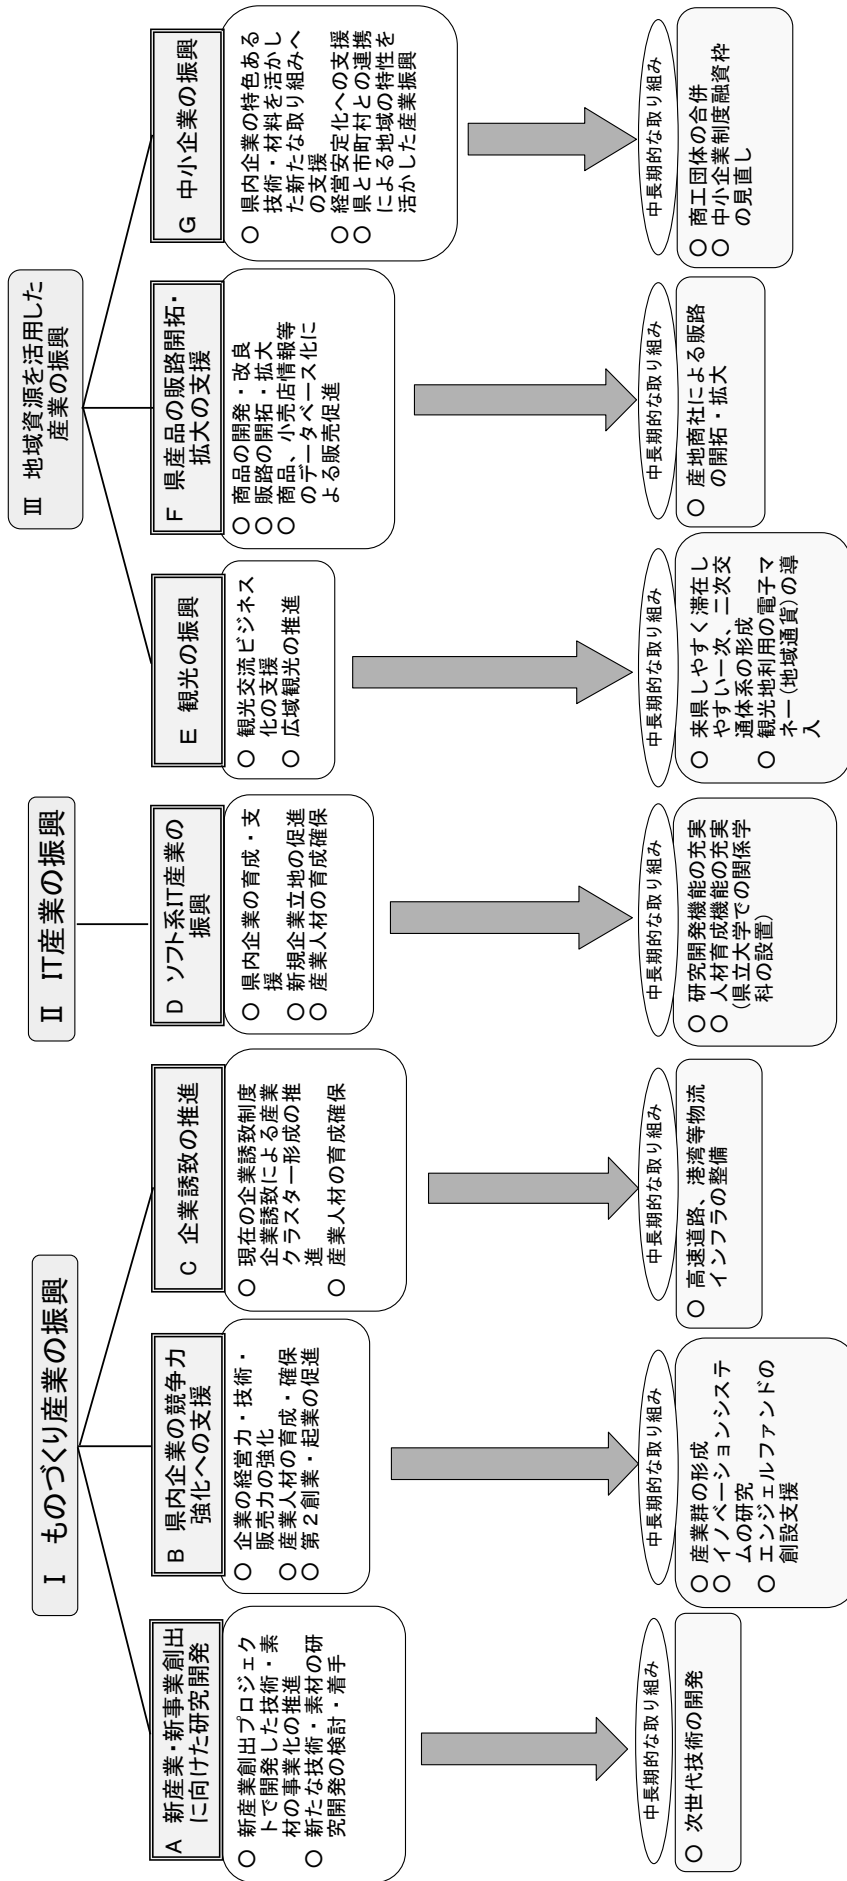 Ⅰ ものづくり産業の振興
A 新産業・新事業創出
に向けた研究開発
○ 新産業創出プロジェク
トで開発した技術・素
材の事業化の推進
○ 新たな技術・素材の研
究開発の検討・着手
中長期的な取り組み
○ 次世代技術の開発
B 県内企業の競争力
強化への支援
○ 企業の経営力・技術・
販売力の強化
○ 産業人材の育成・確保
○ 第2創業・起業の促進
中長期的な取り組み
○ 産業群の形成
○ イノベーションシステ
ムの研究
○ エンジェルファンドの
創設支援
C 企業誘致の推進
○ 現在の企業誘致制度
企業誘致による産業
クラスター形成の推
進
○ 産業人材の育成確保
中長期的な取り組み
○ 高速道路、港湾等物流
インフラの整備
Ⅱ IT産業の振興
D ソフト系IT産業の
振興
○ 県内企業の育成・支
援
○ 新規企業立地の促進
○ 産業人材の育成確保
中長期的な取り組み
○ 研究開発機能の充実
○ 人材育成機能の充実
(県立大学での関係学
科の設置)
Ⅲ 地域資源を活用した
産業の振興
E 観光の振興
○ 観光交流ビジネス
化の支援
○ 広域観光の推進
中長期的な取り組み
○ 来県しやすく滞在し
やすい一次、二次交
通体系の形成
○ 観光地利用の電子マ
ネー(地域通貨)の導
入
F 県産品の販路開拓・
拡大の支援
○ 商品の開発・改良
○ 販路の開拓・拡大
○ 商品、小売店情報等
のデータベース化に
よる販売促進
中長期的な取り組み
○ 産地商社による販路
の開拓・拡大
G 中小企業の振興
○ 県内企業の特色ある
技術・材料を活かし
た新たな取り組みへ
の支援
○ 経営安定化への支援
○ 県と市町村との連携
による地域の特性を
活かした産業振興
中長期的な取り組み
○ 商工団体の合併
○ 中小企業制度融資枠
の見直し